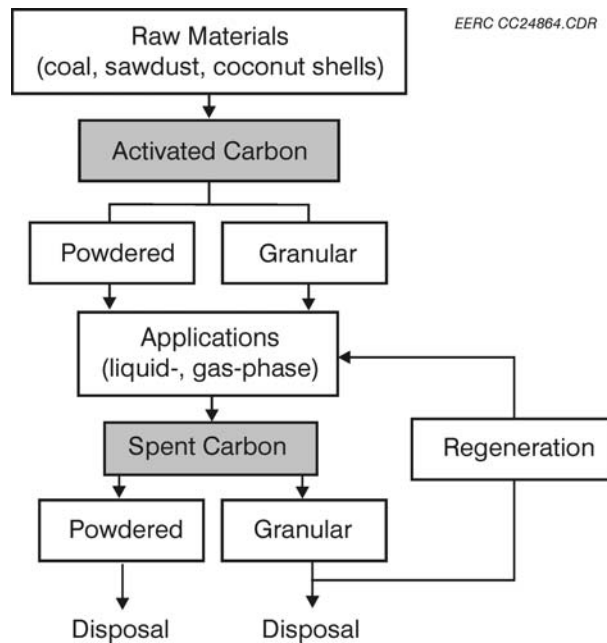 EERC CC24864.CDR
Raw Materials
(coal, sawdust, coconut shells)
Activated Carbon
Powdered
Granular
Applications
(liquid-, gas-phase)
Spent Carbon
Regeneration
Powdered
Granular
Disposal
Disposal